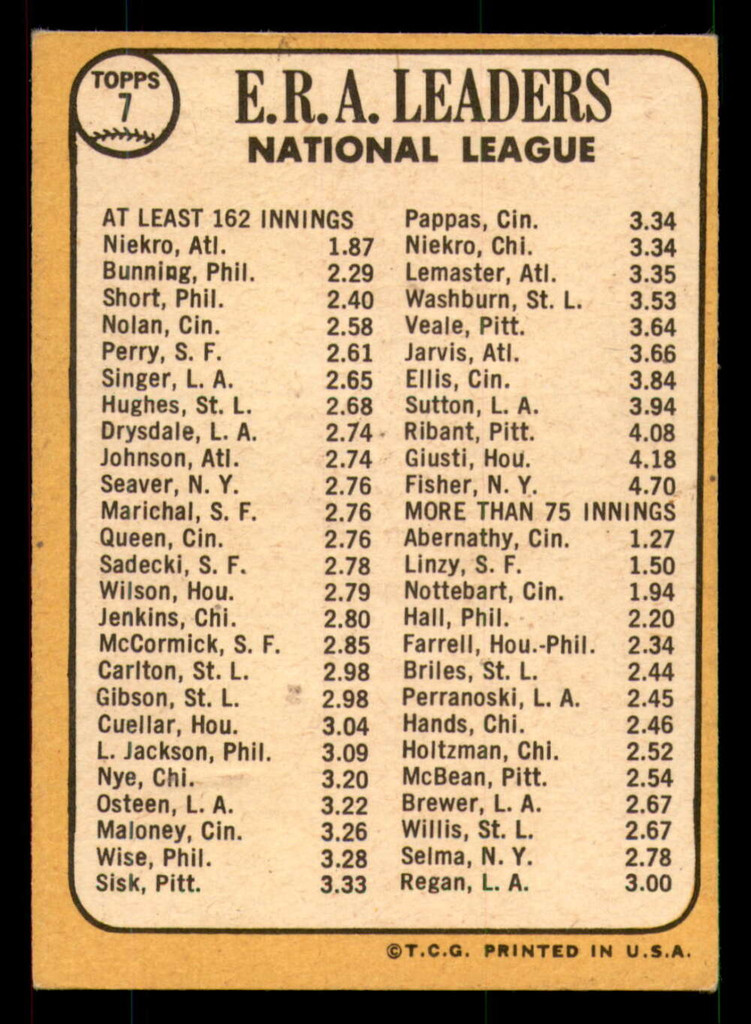 TOPPS
7
E.R.A. LEADERS
NATIONAL LEAGUE
AT LEAST 162 INNINGS
Niekro, Atl. 1.87
Bunning, Phil. 2.29
Short, Phil. 2.40
Nolan, Cin. 2.58
Perry, S. F. 2.61
Singer, L. A. 2.65
Hughes, St. L. 2.68
Drysdale, L. A. 2.74
Johnson, Atl. 2.74
Seaver, N. Y. 2.76
Marichal, S. F. 2.76
Queen, Cin. 2.76
Sadecki, S. F. 2.78
Wilson, Hou. 2.79
Jenkins, Chi. 2.80
McCormick, S. F. 2.85
Carlton, St. L. 2.98
Gibson, St. L. 2.98
Cuellar, Hou. 3.04
L. Jackson, Phil. 3.09
Nye, Chi. 3.20
Osteen, L. A. 3.22
Maloney, Cin. 3.26
Wise, Phil. 3.28
Sisk, Pitt. 3.33
Pappas, Cin. 3.34
Niekro, Chi. 3.34
Lemaster, Atl. 3.35
Washburn, St. L. 3.53
Veale, Pitt. 3.64
Jarvis, Atl. 3.66
Ellis, Cin. 3.84
Sutton, L. A. 3.94
Ribant, Pitt. 4.08
Giusti, Hou. 4.18
Fisher, N. Y. 4.70
MORE THAN 75 INNINGS
Abernathy, Cin. 1.27
Linzy, S. F. 1.50
Nottebart, Cin. 1.94
Hall, Phil. 2.20
Farrell, Hou.-Phil. 2.34
Briles, St. L. 2.44
Perranoski, L. A. 2.45
Hands, Chi. 2.46
Holtzman, Chi. 2.52
McBean, Pitt. 2.54
Brewer, L. A. 2.67
Willis, St. L. 2.67
Selma, N. Y. 2.78
Regan, L. A. 3.00
©T.C.G. PRINTED IN U.S.A.